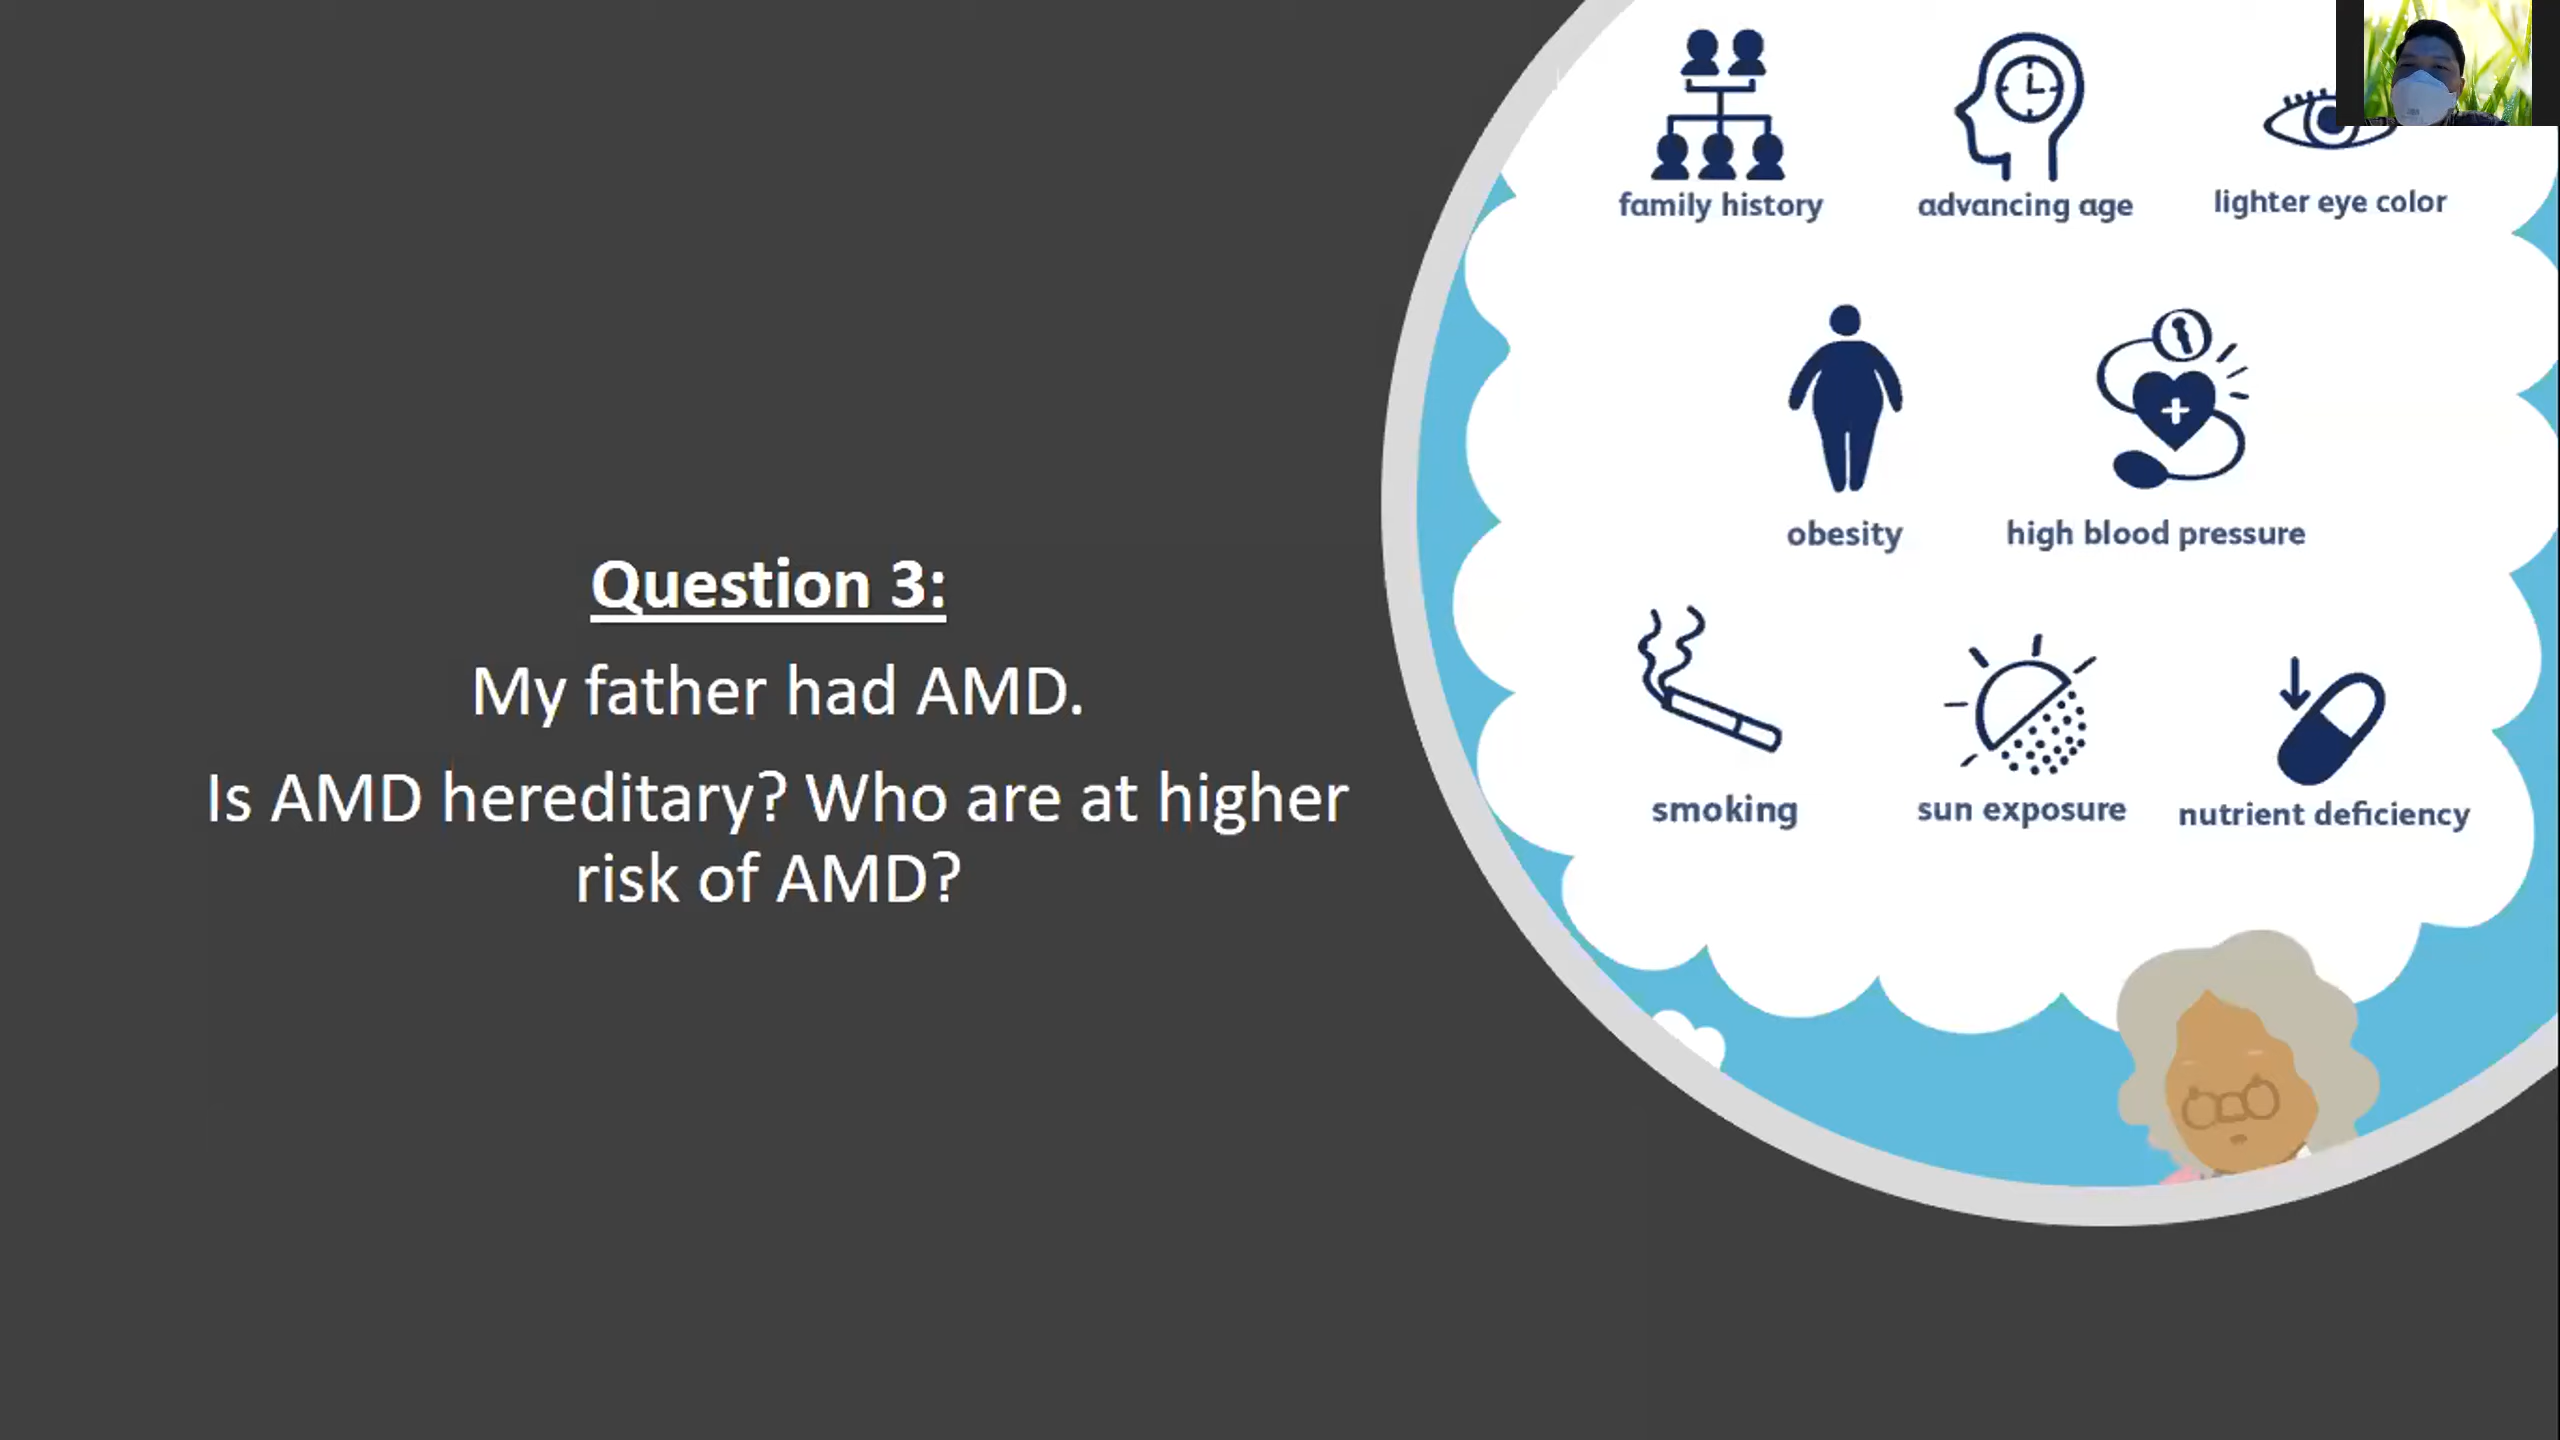 family history
advancing age
lighter eye color
obesity
high blood pressure
Question 3:
My father had AMD.
Is AMD hereditary? Who are at higher
risk of AMD?
smoking
sun exposure
nutrient deficiency